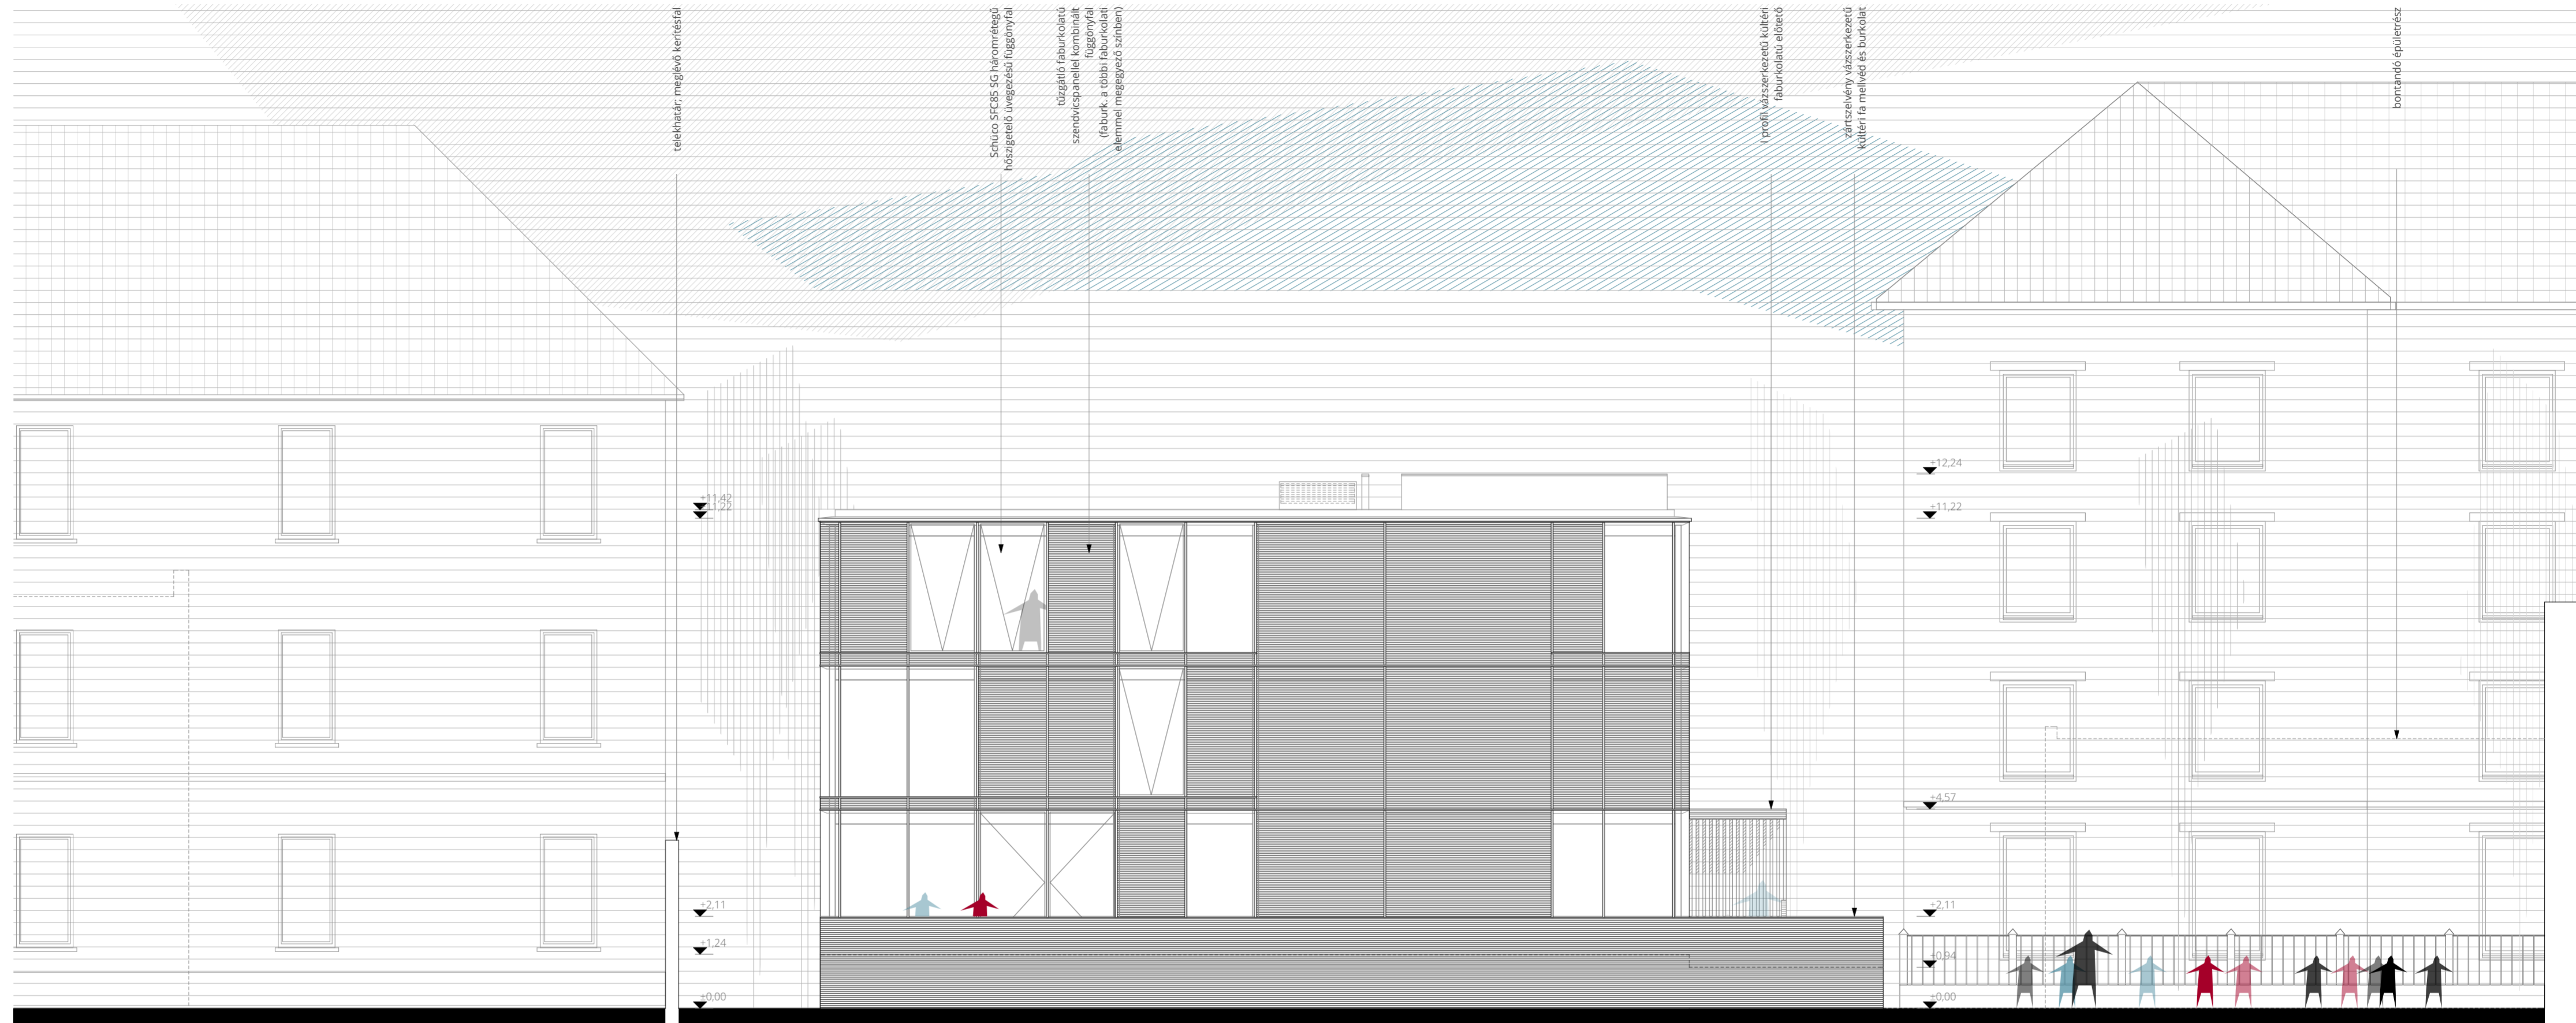 telekhatár; meglévő kerítésfal
Schüco SFC85 SG háromrétegű
hőszigetelő üvegezésű függönyfal
tűzgátló faburkolatú
szendvicspanellel kombinált
függönyfal
(faburk. a többi faburkolati
elemmel megegyező színben)
I profil vázszerkezetű kültéri
faburkolatú előtető
zártszelvény vázszerkezetű
kültéri fa mellvéd és burkolat
bontandó épületrész
+11,42
+11,22
+2,11
+1,24
±0,00
+12,24
+11,22
+4,57
+2,11
+0,94
±0,00